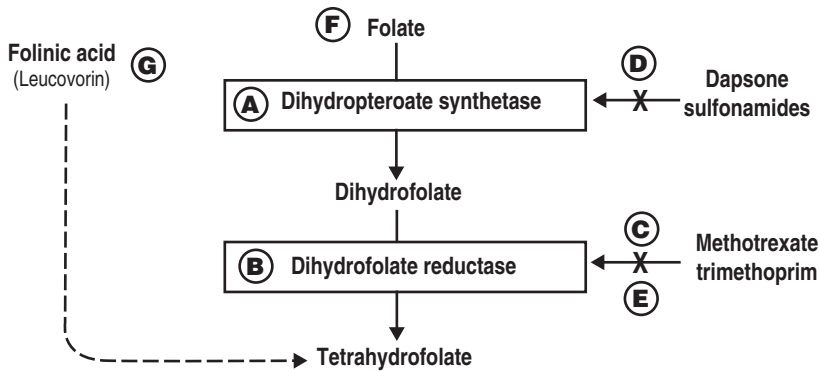 F Folate
Folinic acid G
(Leucovorin)
D
A Dihydropteroate synthetase
X
Dapsone
sulfonamides
Dihydrofolate
C
B Dihydrofolate reductase
X
Methotrexate
trimethoprim
E
Tetrahydrofolate